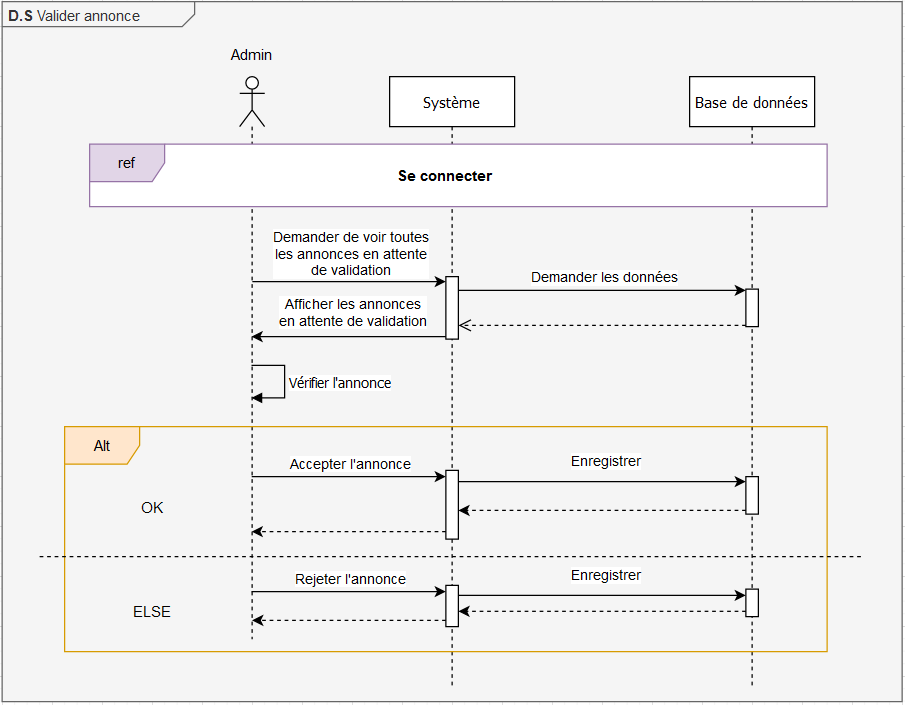 D.S Valider annonce
Admin
Système
Base de données
ref
Se connecter
Demander de voir toutes
les annonces en attente
de validation
Demander les données
Afficher les annonces
en attente de validation
Vérifier l'annonce
Alt
Accepter l'annonce
Enregistrer
OK
Rejeter l'annonce
Enregistrer
ELSE